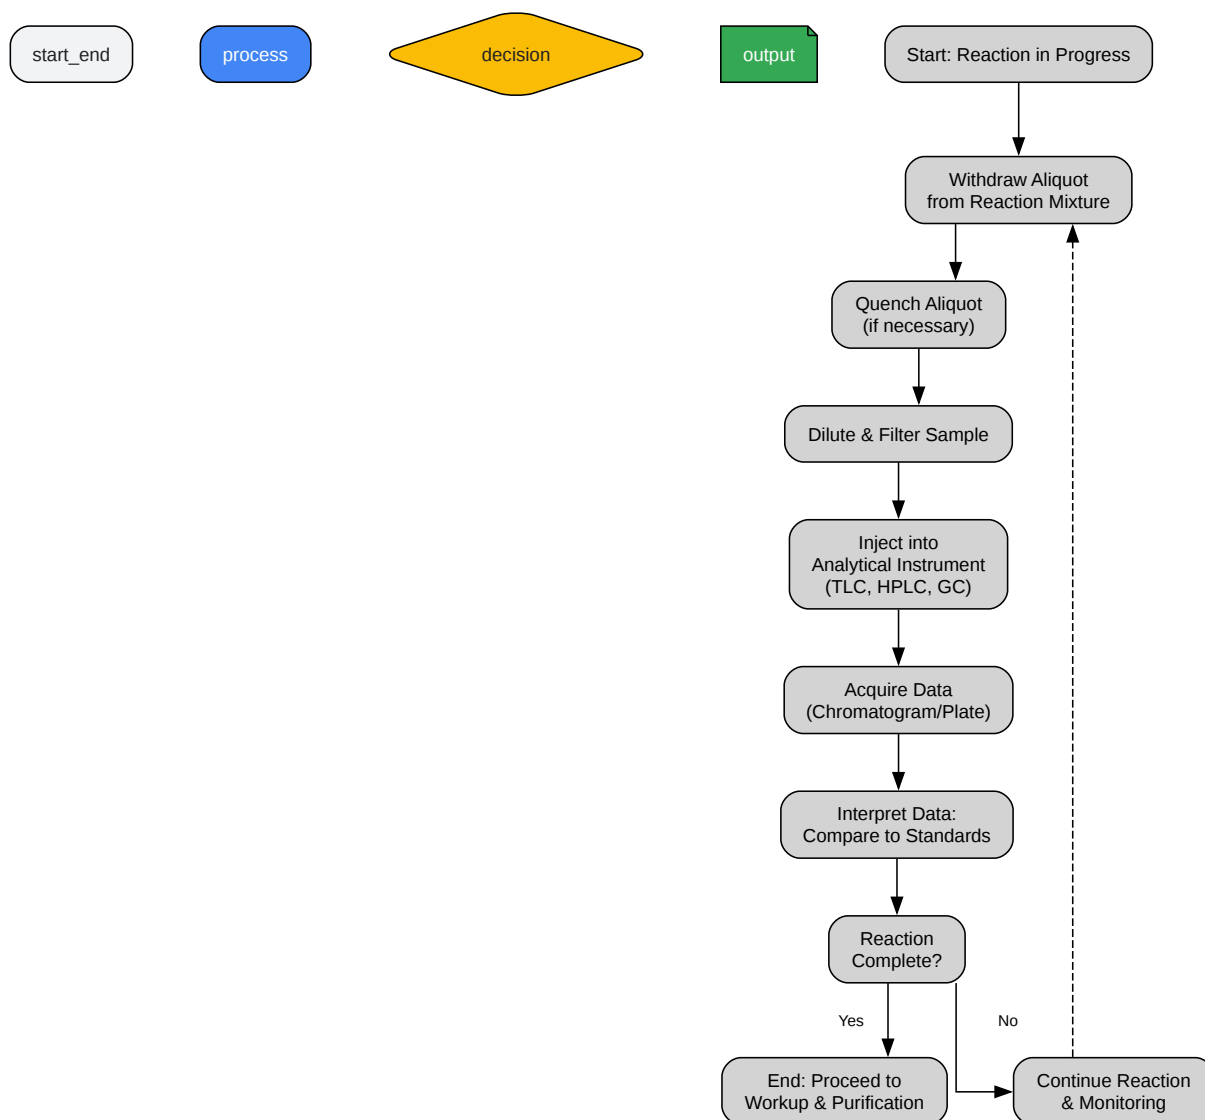 start_end
process
decision
output
Start: Reaction in Progress
Withdraw Aliquot
from Reaction Mixture
Quench Aliquot
(if necessary)
Dilute & Filter Sample
Inject into
Analytical Instrument
(TLC, HPLC, GC)
Acquire Data
(Chromatogram/Plate)
Interpret Data:
Compare to Standards
Reaction
Complete?
Yes
No
End: Proceed to
Workup & Purification
Continue Reaction
& Monitoring